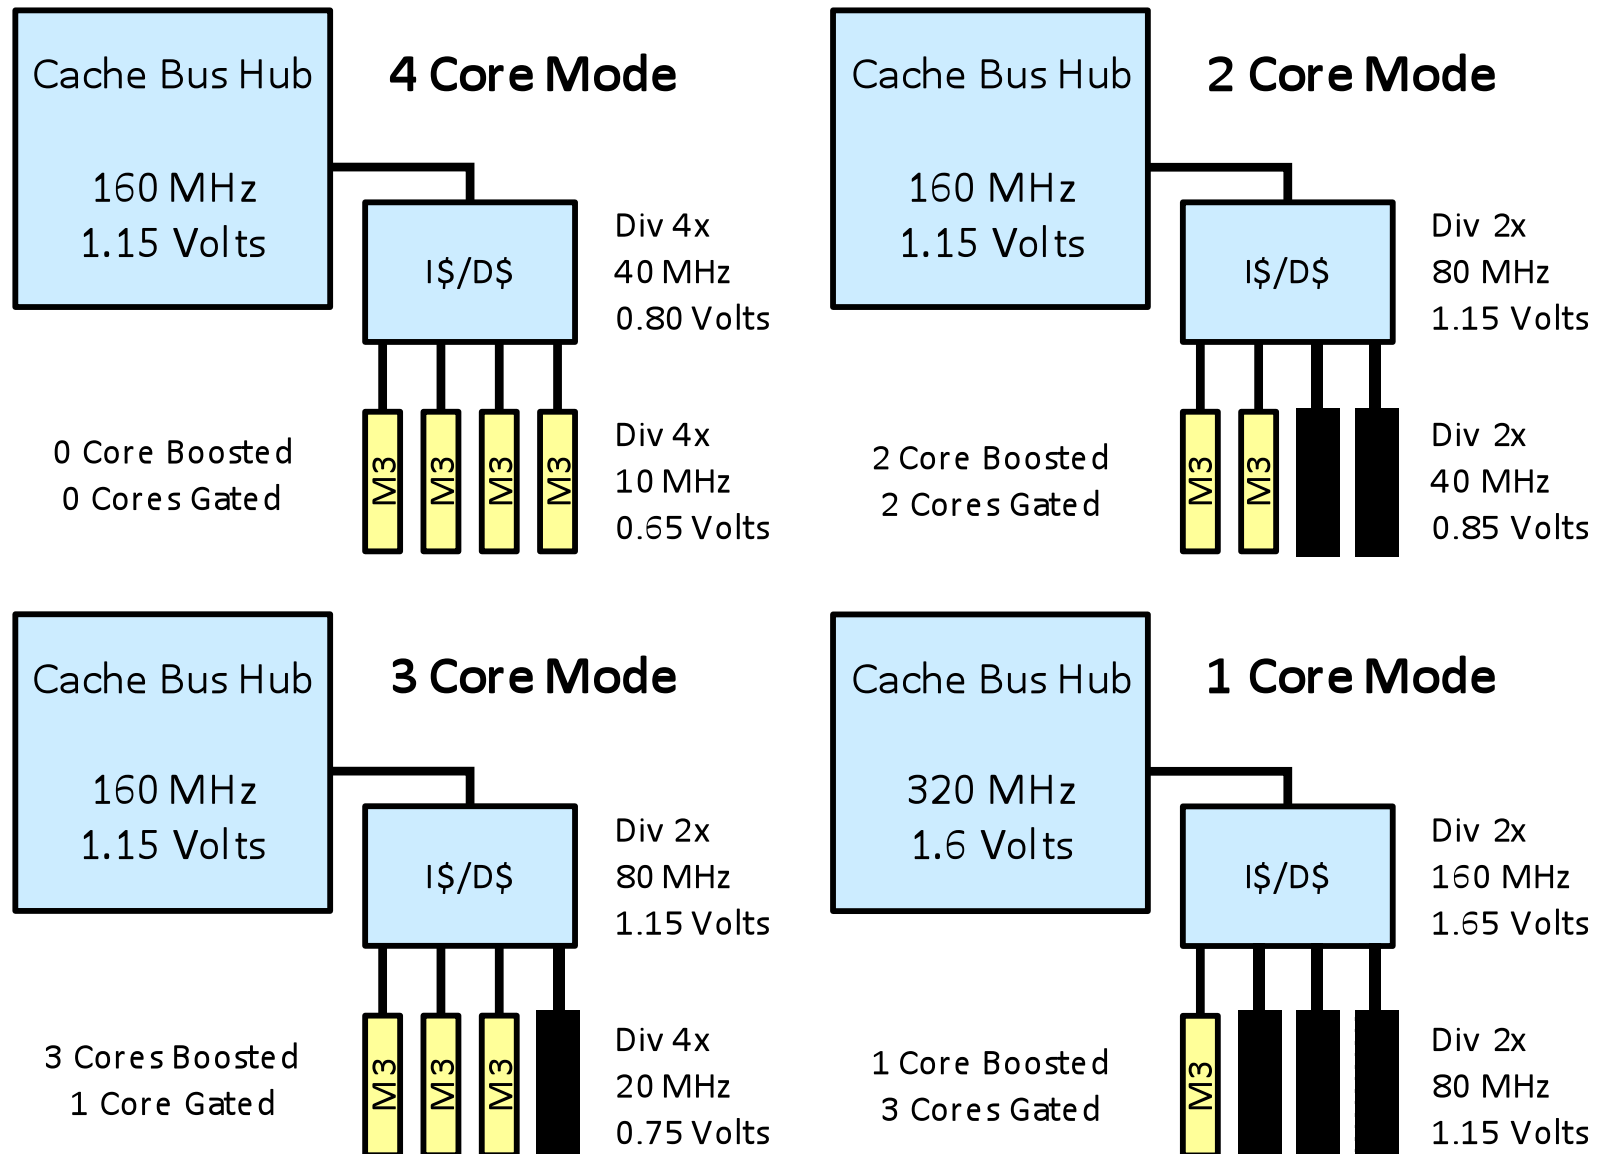 Cache Bus Hub
160 MHz
1.15 Volts
4 Core Mode
I$/D$
Div 4x
40 MHz
0.80 Volts
0 Core Boosted
0 Cores Gated
M3 M3 M3 M3
Div 4x
10 MHz
0.65 Volts
Cache Bus Hub
160 MHz
1.15 Volts
2 Core Mode
I$/D$
Div 2x
80 MHz
1.15 Volts
2 Core Boosted
2 Cores Gated
M3 M3
Div 2x
40 MHz
0.85 Volts
Cache Bus Hub
160 MHz
1.15 Volts
3 Core Mode
I$/D$
Div 2x
80 MHz
1.15 Volts
3 Cores Boosted
1 Core Gated
M3 M3 M3
Div 4x
20 MHz
0.75 Volts
Cache Bus Hub
320 MHz
1.6 Volts
1 Core Mode
I$/D$
Div 2x
160 MHz
1.65 Volts
1 Core Boosted
3 Cores Gated
M3
Div 2x
80 MHz
1.15 Volts